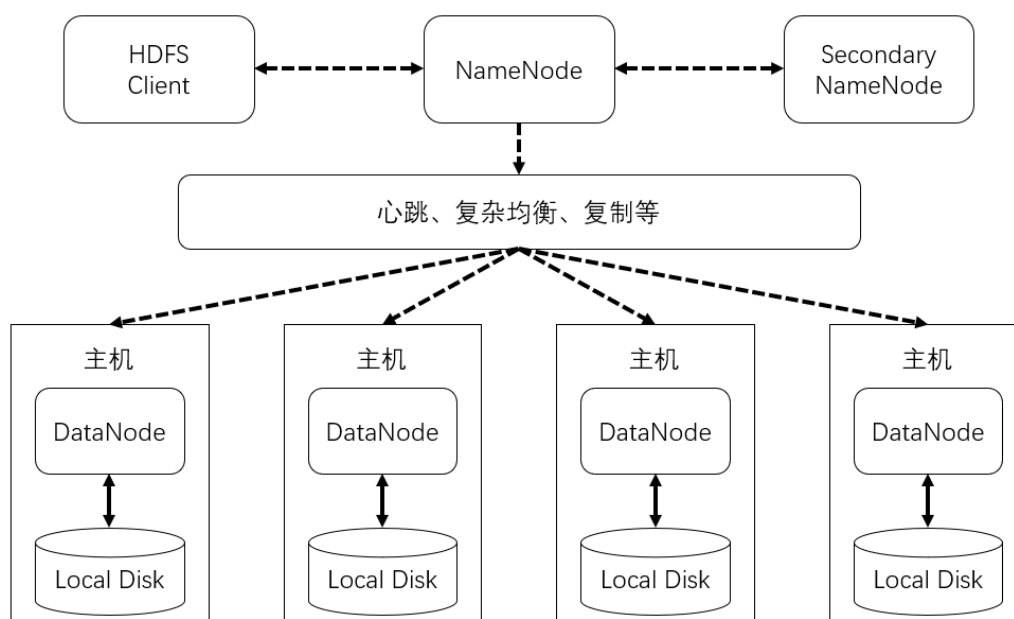 HDFS
Client
NameNode
Secondary
NameNode
心跳、复杂均衡、复制等
主机
主机
主机
主机
DataNode
DataNode
DataNode
DataNode
Local Disk
Local Disk
Local Disk
Local Disk